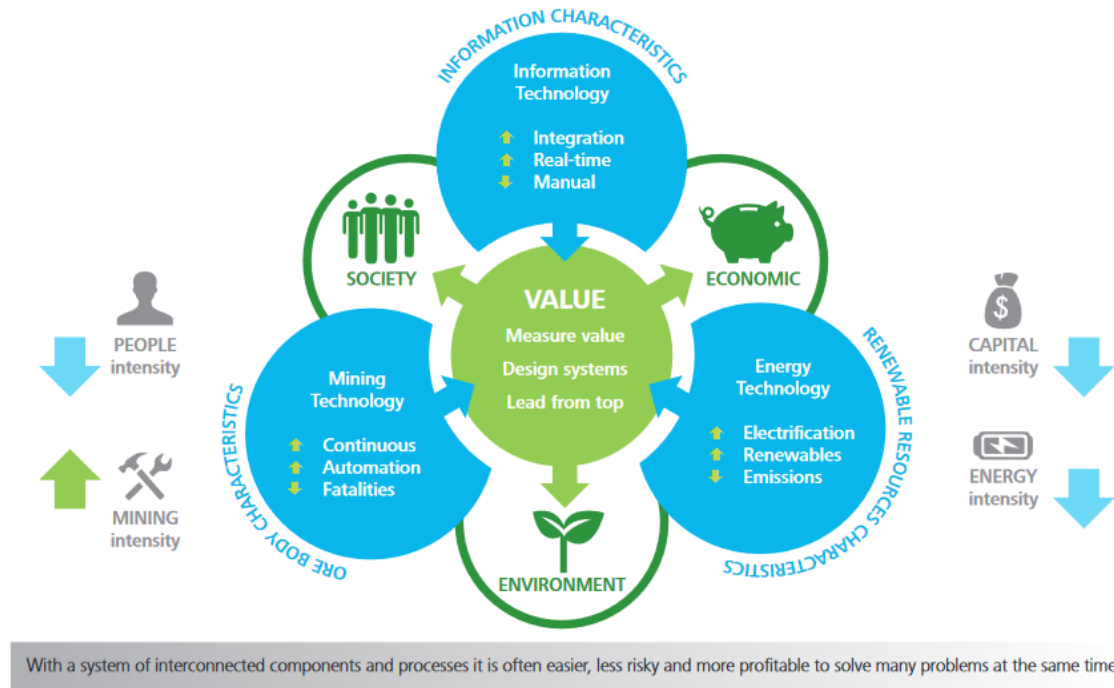 INFORMATION CHARACTERISTICS
Information
Technology
Integration
Real-time
Manual
SOCIETY
ECONOMIC
VALUE
Measure value
Design systems
Lead from top
PEOPLE
intensity
MINING
intensity
ORE BODY CHARACTERISTICS
Mining
Technology
Continuous
Automation
Fatalities
Energy
Technology
Electrification
Renewables
Emissions
RENEWABLE RESOURCES CHARACTERISTICS
$
CAPITAL
intensity
ENERGY
intensity
ENVIRONMENT
With a system of interconnected components and processes it is often easier, less risky and more profitable to solve many problems at the same time